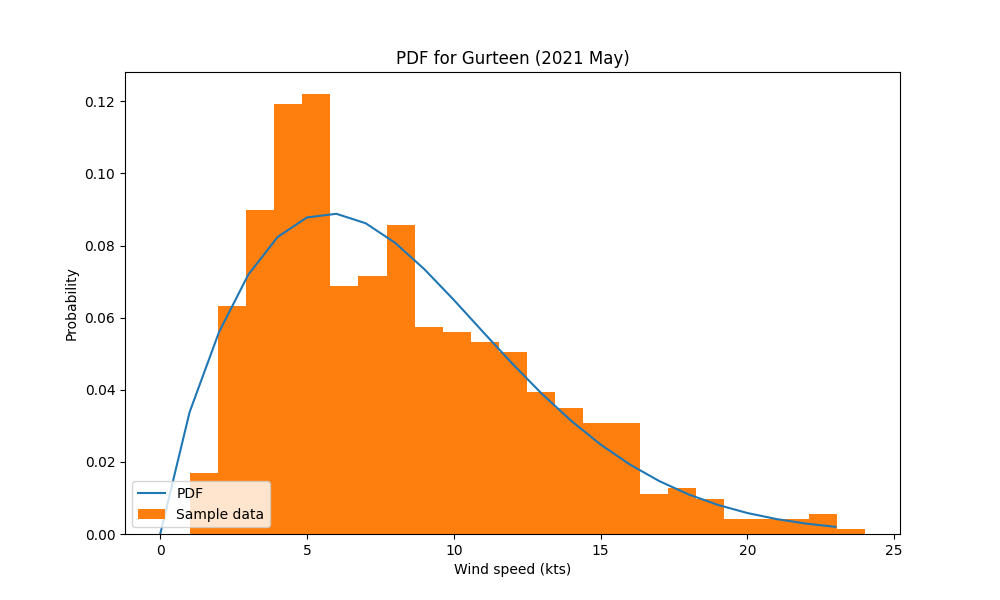 PDF for Gurteen (2021 May)
Probability
0.12
0.10
0.08
0.06
0.04
0.02
0.00
PDF
Sample data
0 5 10 15 20 25
Wind speed (kts)